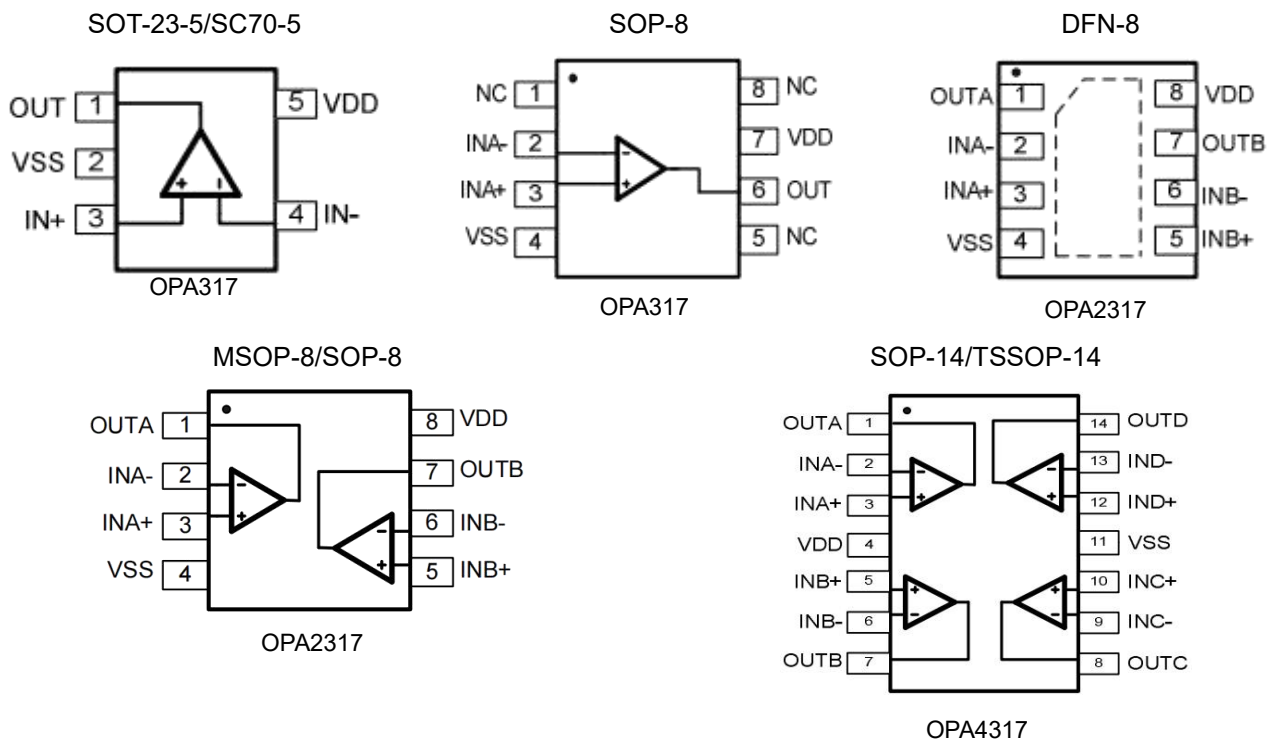 SOT-23-5/SC70-5
OUT 1 5 VDD
VSS 2
IN+ 3 4 IN-
+ -
OPA317
SOP-8
NC 1 8 NC
INA- 2 - 7 VDD
INA+ 3 + 6 OUT
VSS 4 5 NC
OPA317
DFN-8
OUTA 1 8 VDD
INA- 2 7 OUTB
INA+ 3 6 INB-
VSS 4 5 INB+
OPA2317
MSOP-8/SOP-8
OUTA 1 8 VDD
INA- 2 - 7 OUTB
INA+ 3 + - 6 INB-
VSS 4 + 5 INB+
OPA2317
SOP-14/TSSOP-14
OUTA 1 14 OUTD
INA- 2 - - 13 IND-
INA+ 3 + + 12 IND+
VDD 4 11 VSS
INB+ 5 + + 10 INC+
INB- 6 - - 9 INC-
OUTB 7 8 OUTC
OPA4317